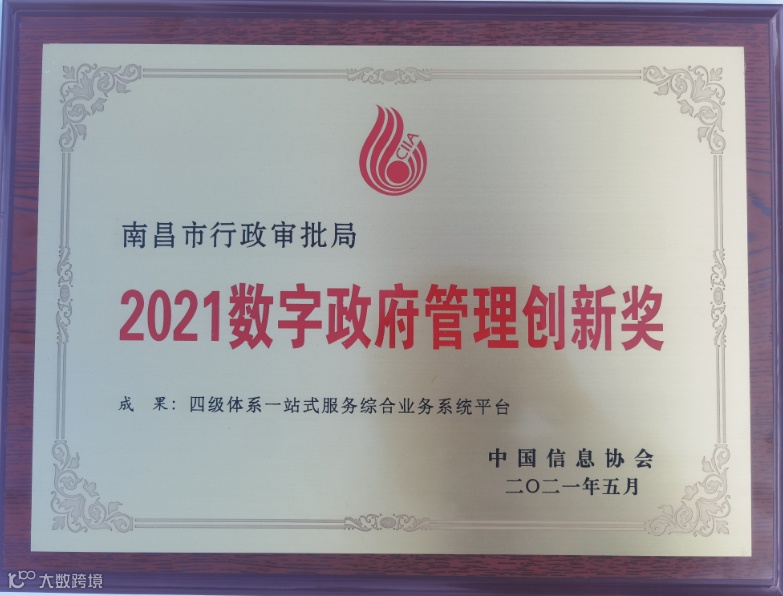 CIIA
南昌市行政审批局
2021数字政府管理创新奖
成 果：四级体系一站式服务综合业务系统平台
中国信息协会
二〇二一年五月
大数跨境